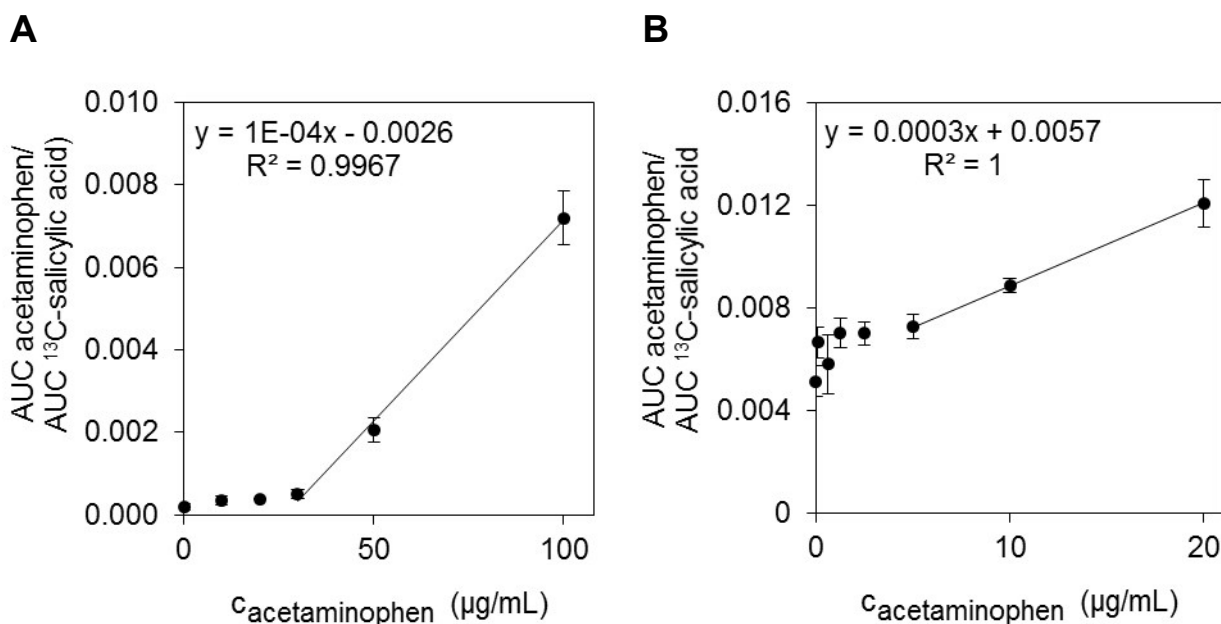 A
B
0.010
0.008
0.006
0.004
0.002
0.000
y = 1E-04x - 0.0026
R² = 0.9967
AUC acetaminophen/
AUC ¹³C-salicylic acid)
0
50
100
cacetaminophen (µg/mL)
0.016
0.012
0.008
0.004
0
y = 0.0003x + 0.0057
R² = 1
AUC acetaminophen/
AUC ¹³C-salicylic acid
0
10
20
cacetaminophen (µg/mL)